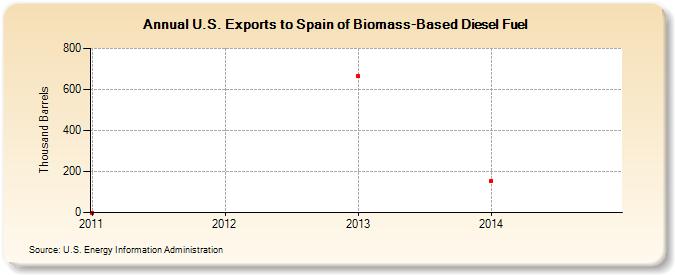 Annual U.S. Exports to Spain of Biomass-Based Diesel Fuel
Thousand Barrels
800
600
400
200
0
2011 2012 2013 2014
Source: U.S. Energy Information Administration